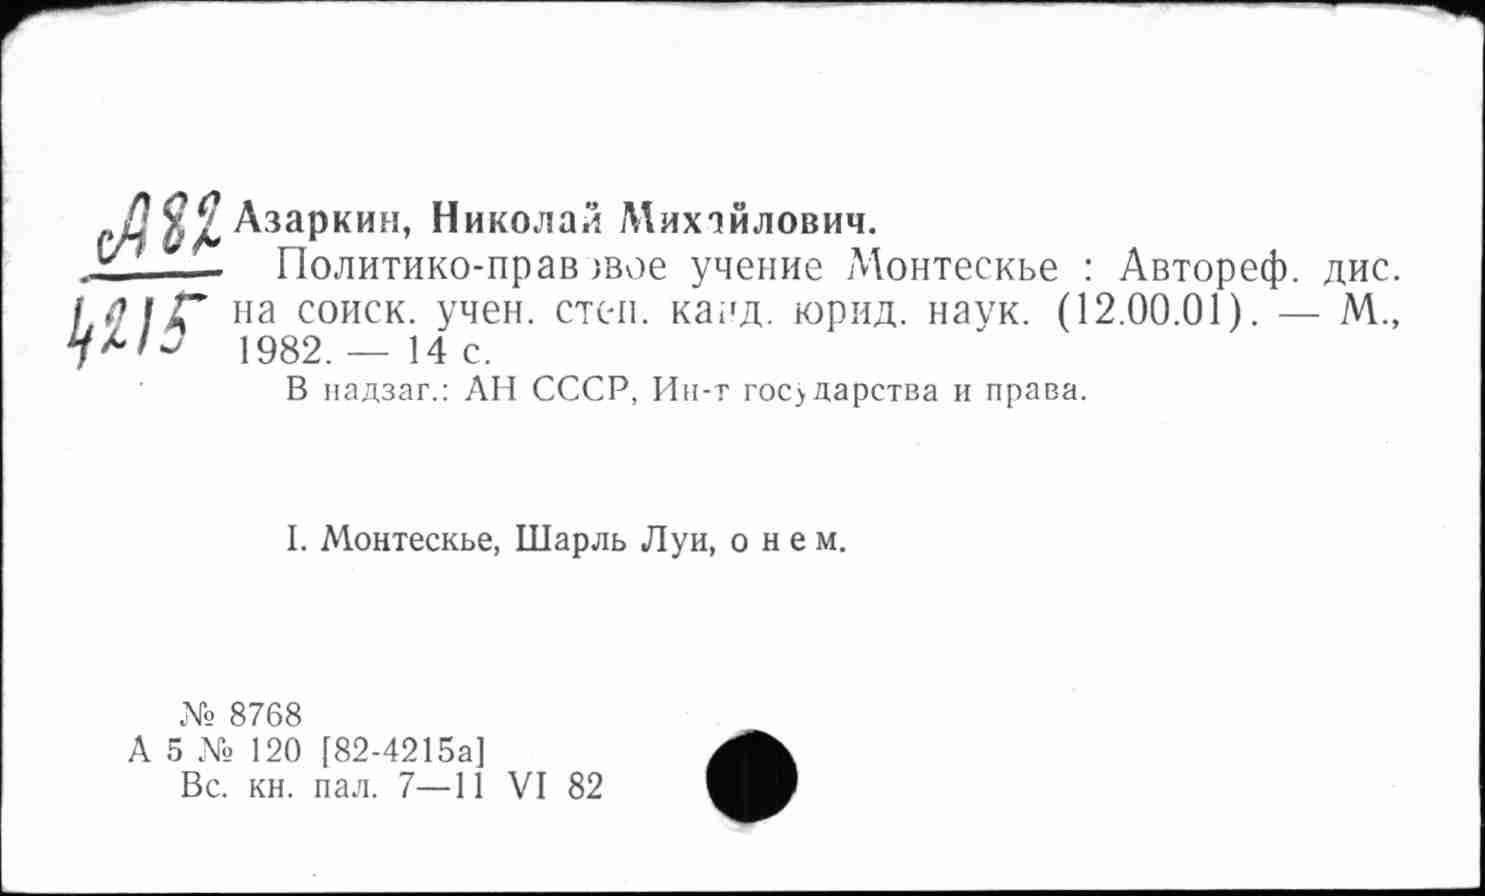 А82
4215
Азаркин, Николай Михайлович.
Политико-правовое учение Монтескье : Автореф. дис.
на соиск. учен. степ. канд. юрид. наук. (12.00.01). — М.,
1982. — 14 с.
В надзаг.: АН СССР, Ин-т государства и права.
I. Монтескье, Шарль Луи, о нем.
№ 8768
А 5 № 120 [82-4215а]
Вс. кн. пал. 7—11 VI 82